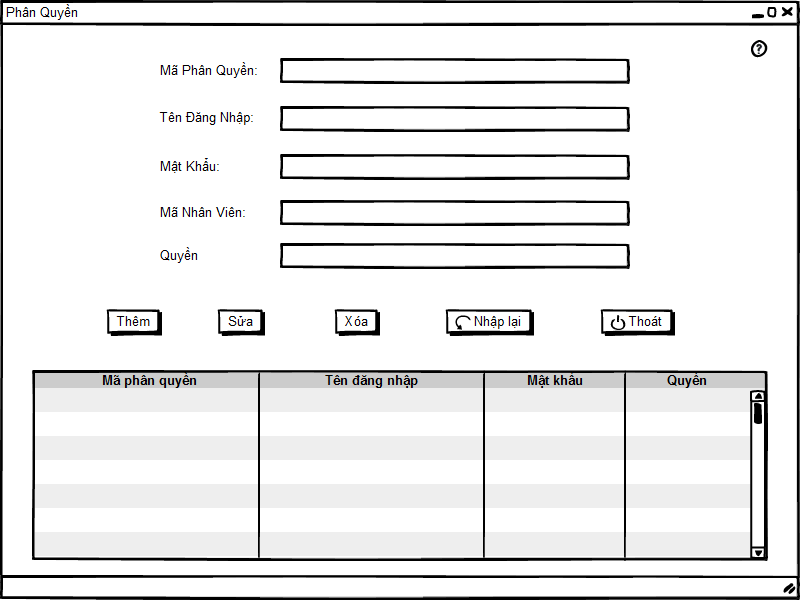 Phân Quyền
Mã Phân Quyền:
Tên Đăng Nhập:
Mật Khẩu:
Mã Nhân Viên:
Quyền
Thêm Sửa Xóa Nhập lại Thoát
Mã phân quyền Tên đăng nhập Mật khẩu Quyền